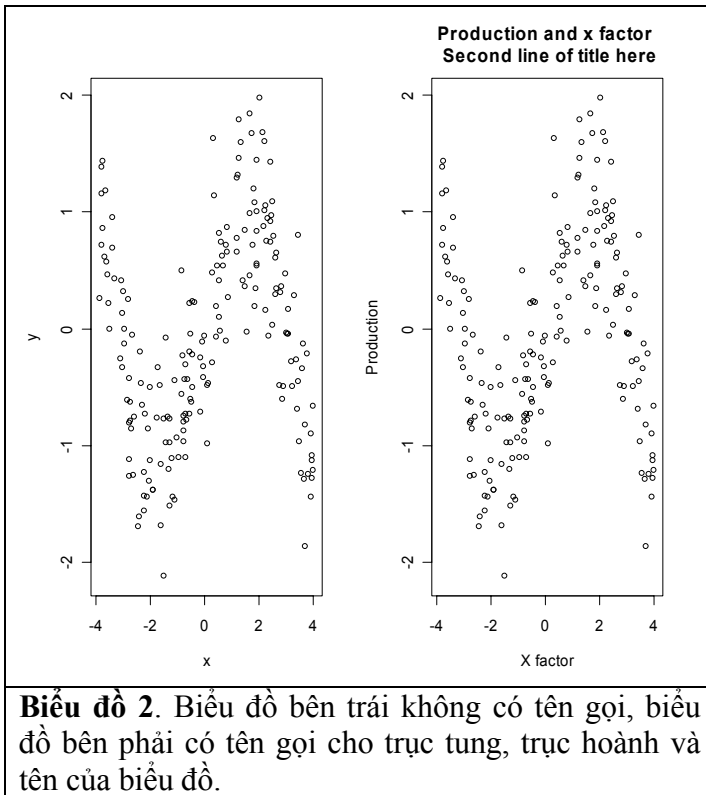 Production and x factor
Second line of title here
2
1
0
-1
-2
y
-4 -2 0 2 4
x
2
1
0
-1
-2
Production
-4 -2 0 2 4
X factor
Biểu đồ 2. Biểu đồ bên trái không có tên gọi, biểu
đồ bên phải có tên gọi cho trục tung, trục hoành và
tên của biểu đồ.